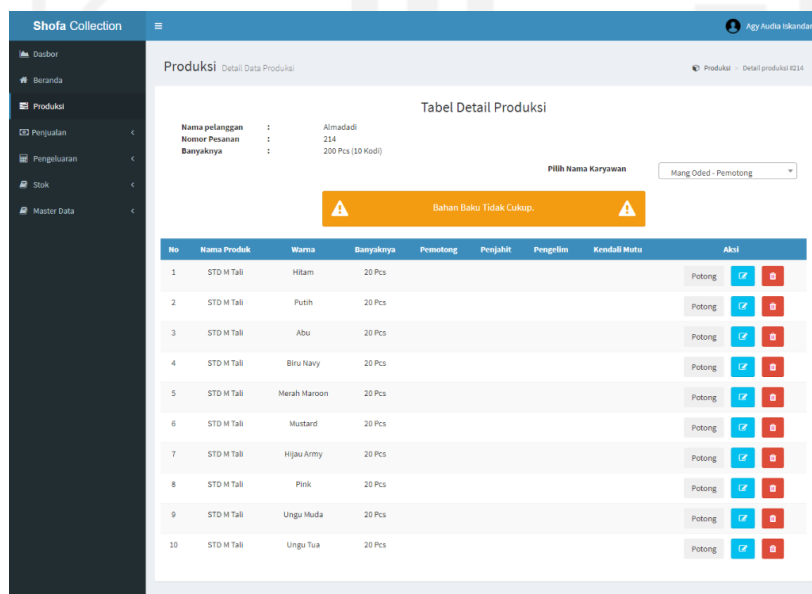 Shofa Collection
Agy Audia Iskandar
Dasbor
Beranda
Produksi
Penjualan
Pengeluaran
Stok
Master Data
Produksi Detail Data Produksi
Produksi > Detail produksi #214
Tabel Detail Produksi
Nama pelanggan : Almadadi
Nomor Pesanan : 214
Banyaknya : 200 Pcs (10 Kodi)
Pilih Nama Karyawan Mang Oded - Pemotong
Bahan Baku Tidak Cukup.
No Nama Produk Warna Banyaknya Pemotong Penjahit Pengelim Kendali Mutu Aksi
1 STD M Tali Hitam 20 Pcs Potong
2 STD M Tali Putih 20 Pcs Potong
3 STD M Tali Abu 20 Pcs Potong
4 STD M Tali Biru Navy 20 Pcs Potong
5 STD M Tali Merah Maroon 20 Pcs Potong
6 STD M Tali Mustard 20 Pcs Potong
7 STD M Tali Hijau Army 20 Pcs Potong
8 STD M Tali Pink 20 Pcs Potong
9 STD M Tali Ungu Muda 20 Pcs Potong
10 STD M Tali Ungu Tua 20 Pcs Potong